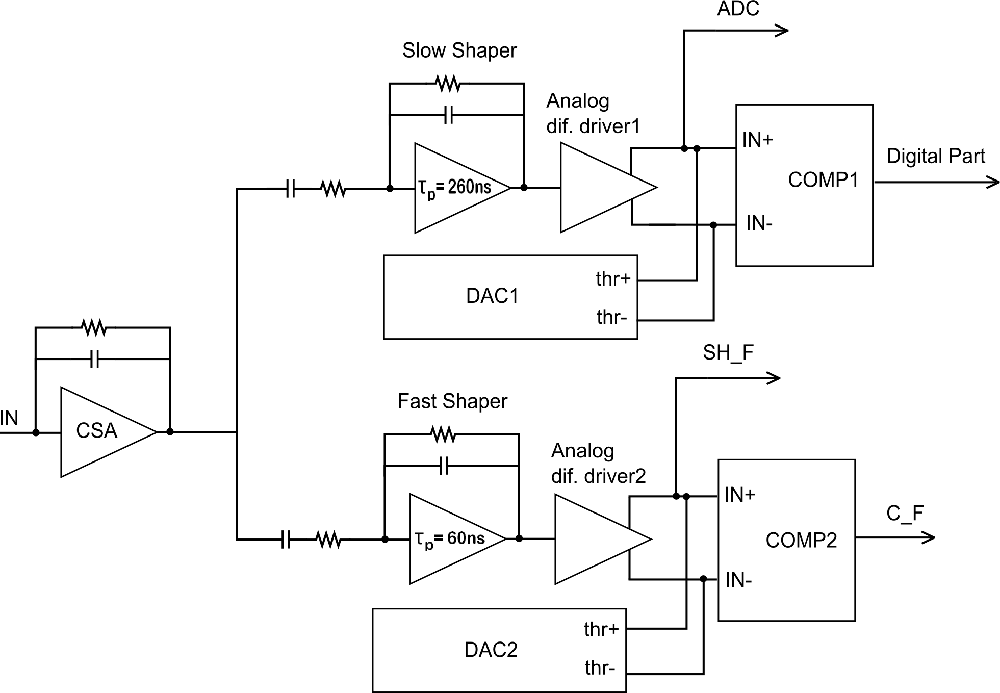 ADC
Slow Shaper
Analog
dif. driver1
IN+
Digital Part
COMP1
τp= 260ns
IN-
thr+
DAC1
thr-
SH_F
Fast Shaper
IN
CSA
Analog
dif. driver2
IN+
C_F
COMP2
τp= 60ns
IN-
thr+
DAC2
thr-